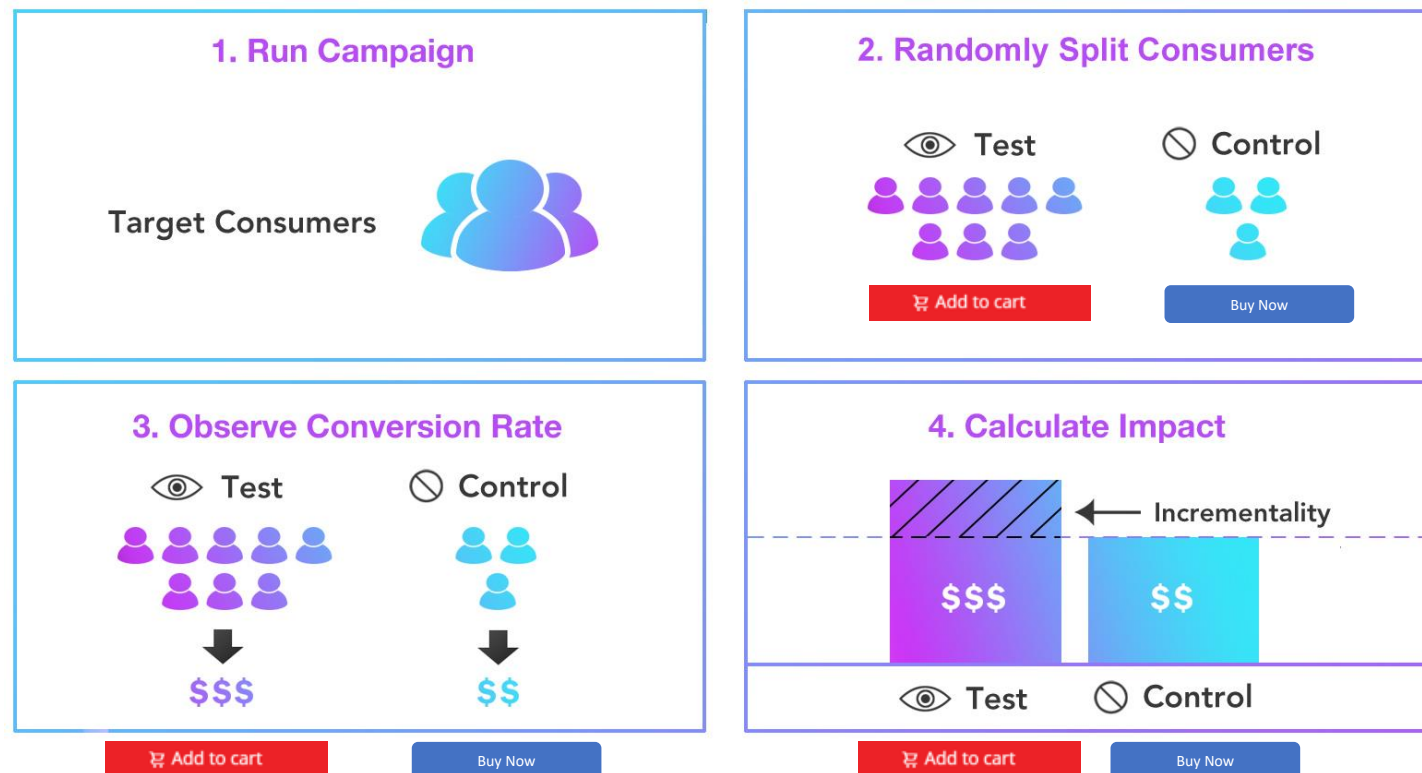 1. Run Campaign
Target Consumers
2. Randomly Split Consumers
Test
Control
Add to cart
Buy Now
3. Observe Conversion Rate
Test
Control
$$$
$$
Add to cart
Buy Now
4. Calculate Impact
Incrementality
$$$
$$
Test
Control
Add to cart
Buy Now